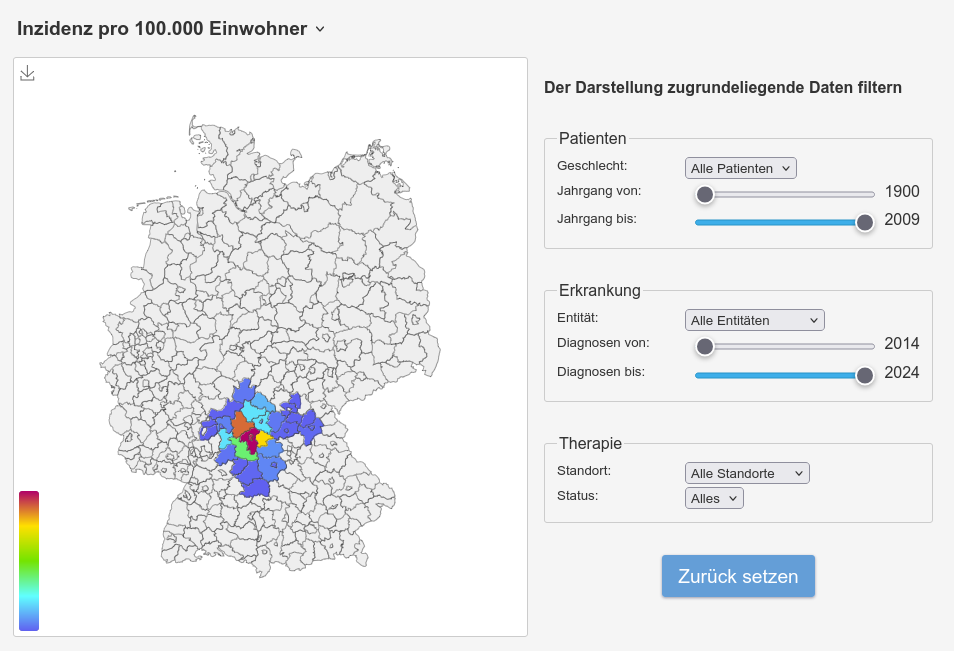 Inzidenz pro 100.000 Einwohner
Der Darstellung zugrundeliegende Daten filtern
Patienten
Geschlecht: Alle Patienten
Jahrgang von: 1900
Jahrgang bis: 2009
Erkrankung
Entität: Alle Entitäten
Diagnosen von: 2014
Diagnosen bis: 2024
Therapie
Standort: Alle Standorte
Status: Alles
Zurück setzen